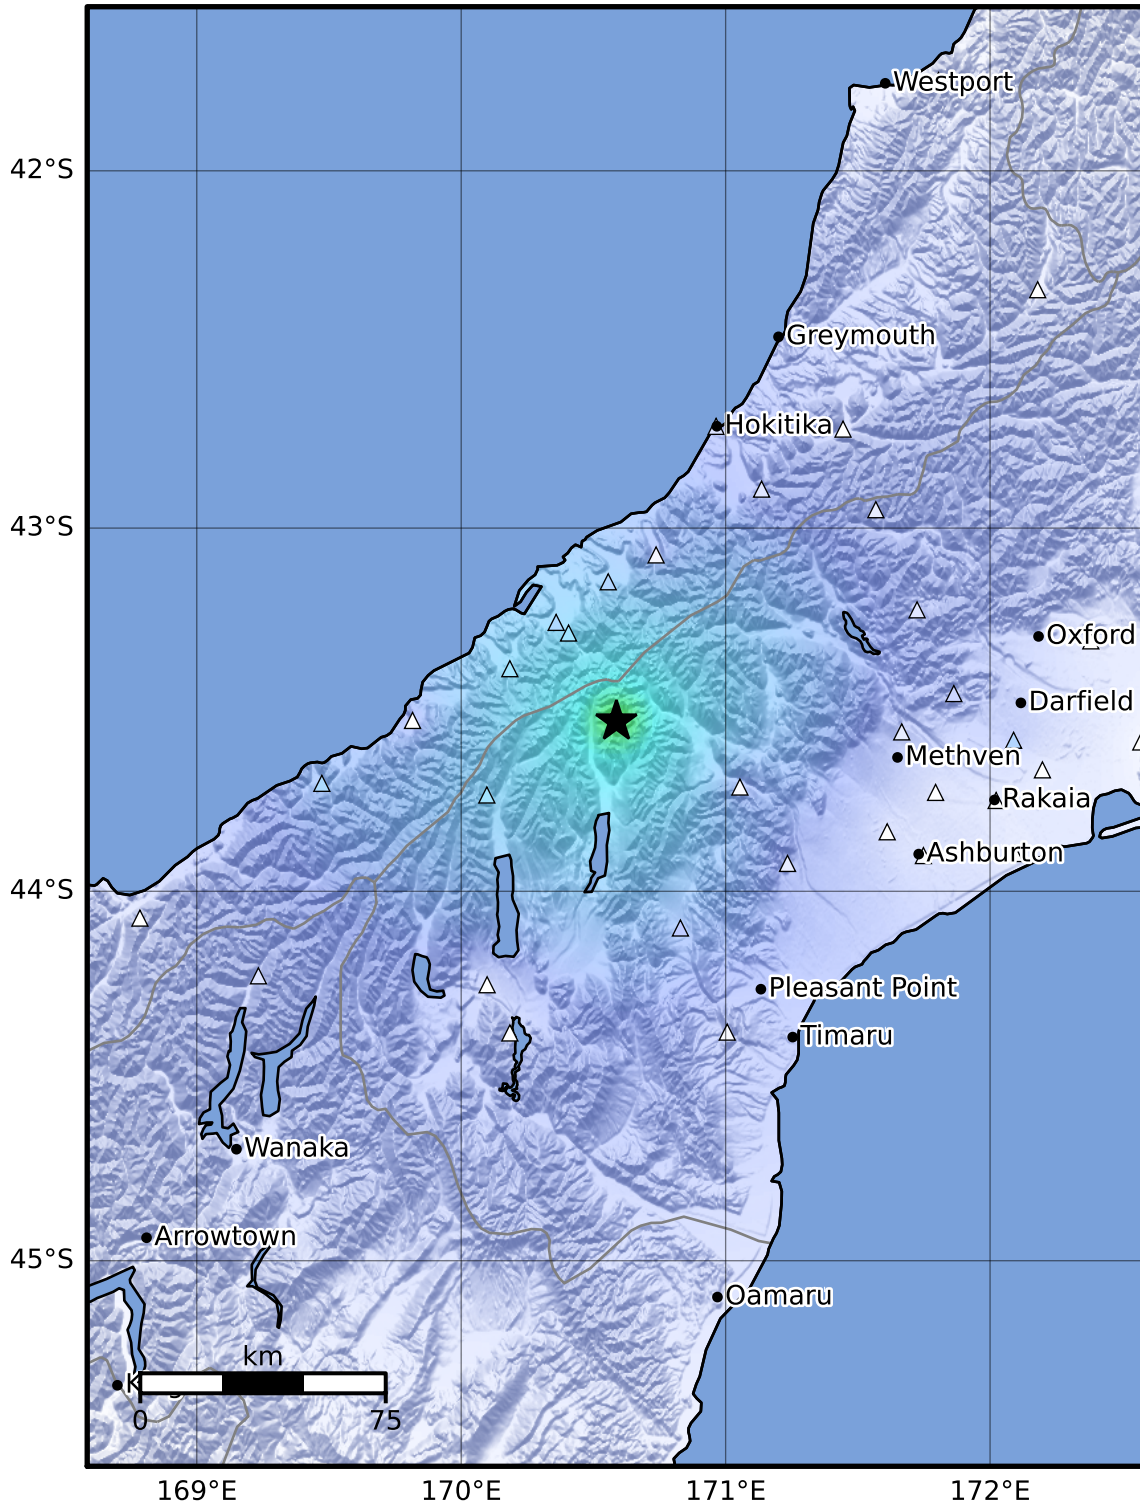 Westport
42°S
Greymouth
Hokitika
43°S
Oxford
Darfield
Methven
Rakaia
Ashburton
44°S
Pleasant Point
Timaru
Wanaka
Arrowtown
45°S
Oamaru
km
0 75
169°E 170°E 171°E 172°E